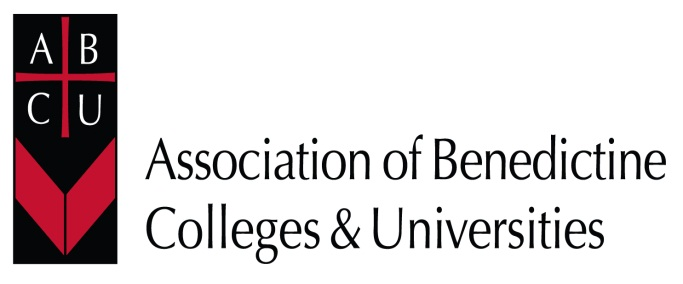 A B
C U
Association of Benedictine
Colleges & Universities